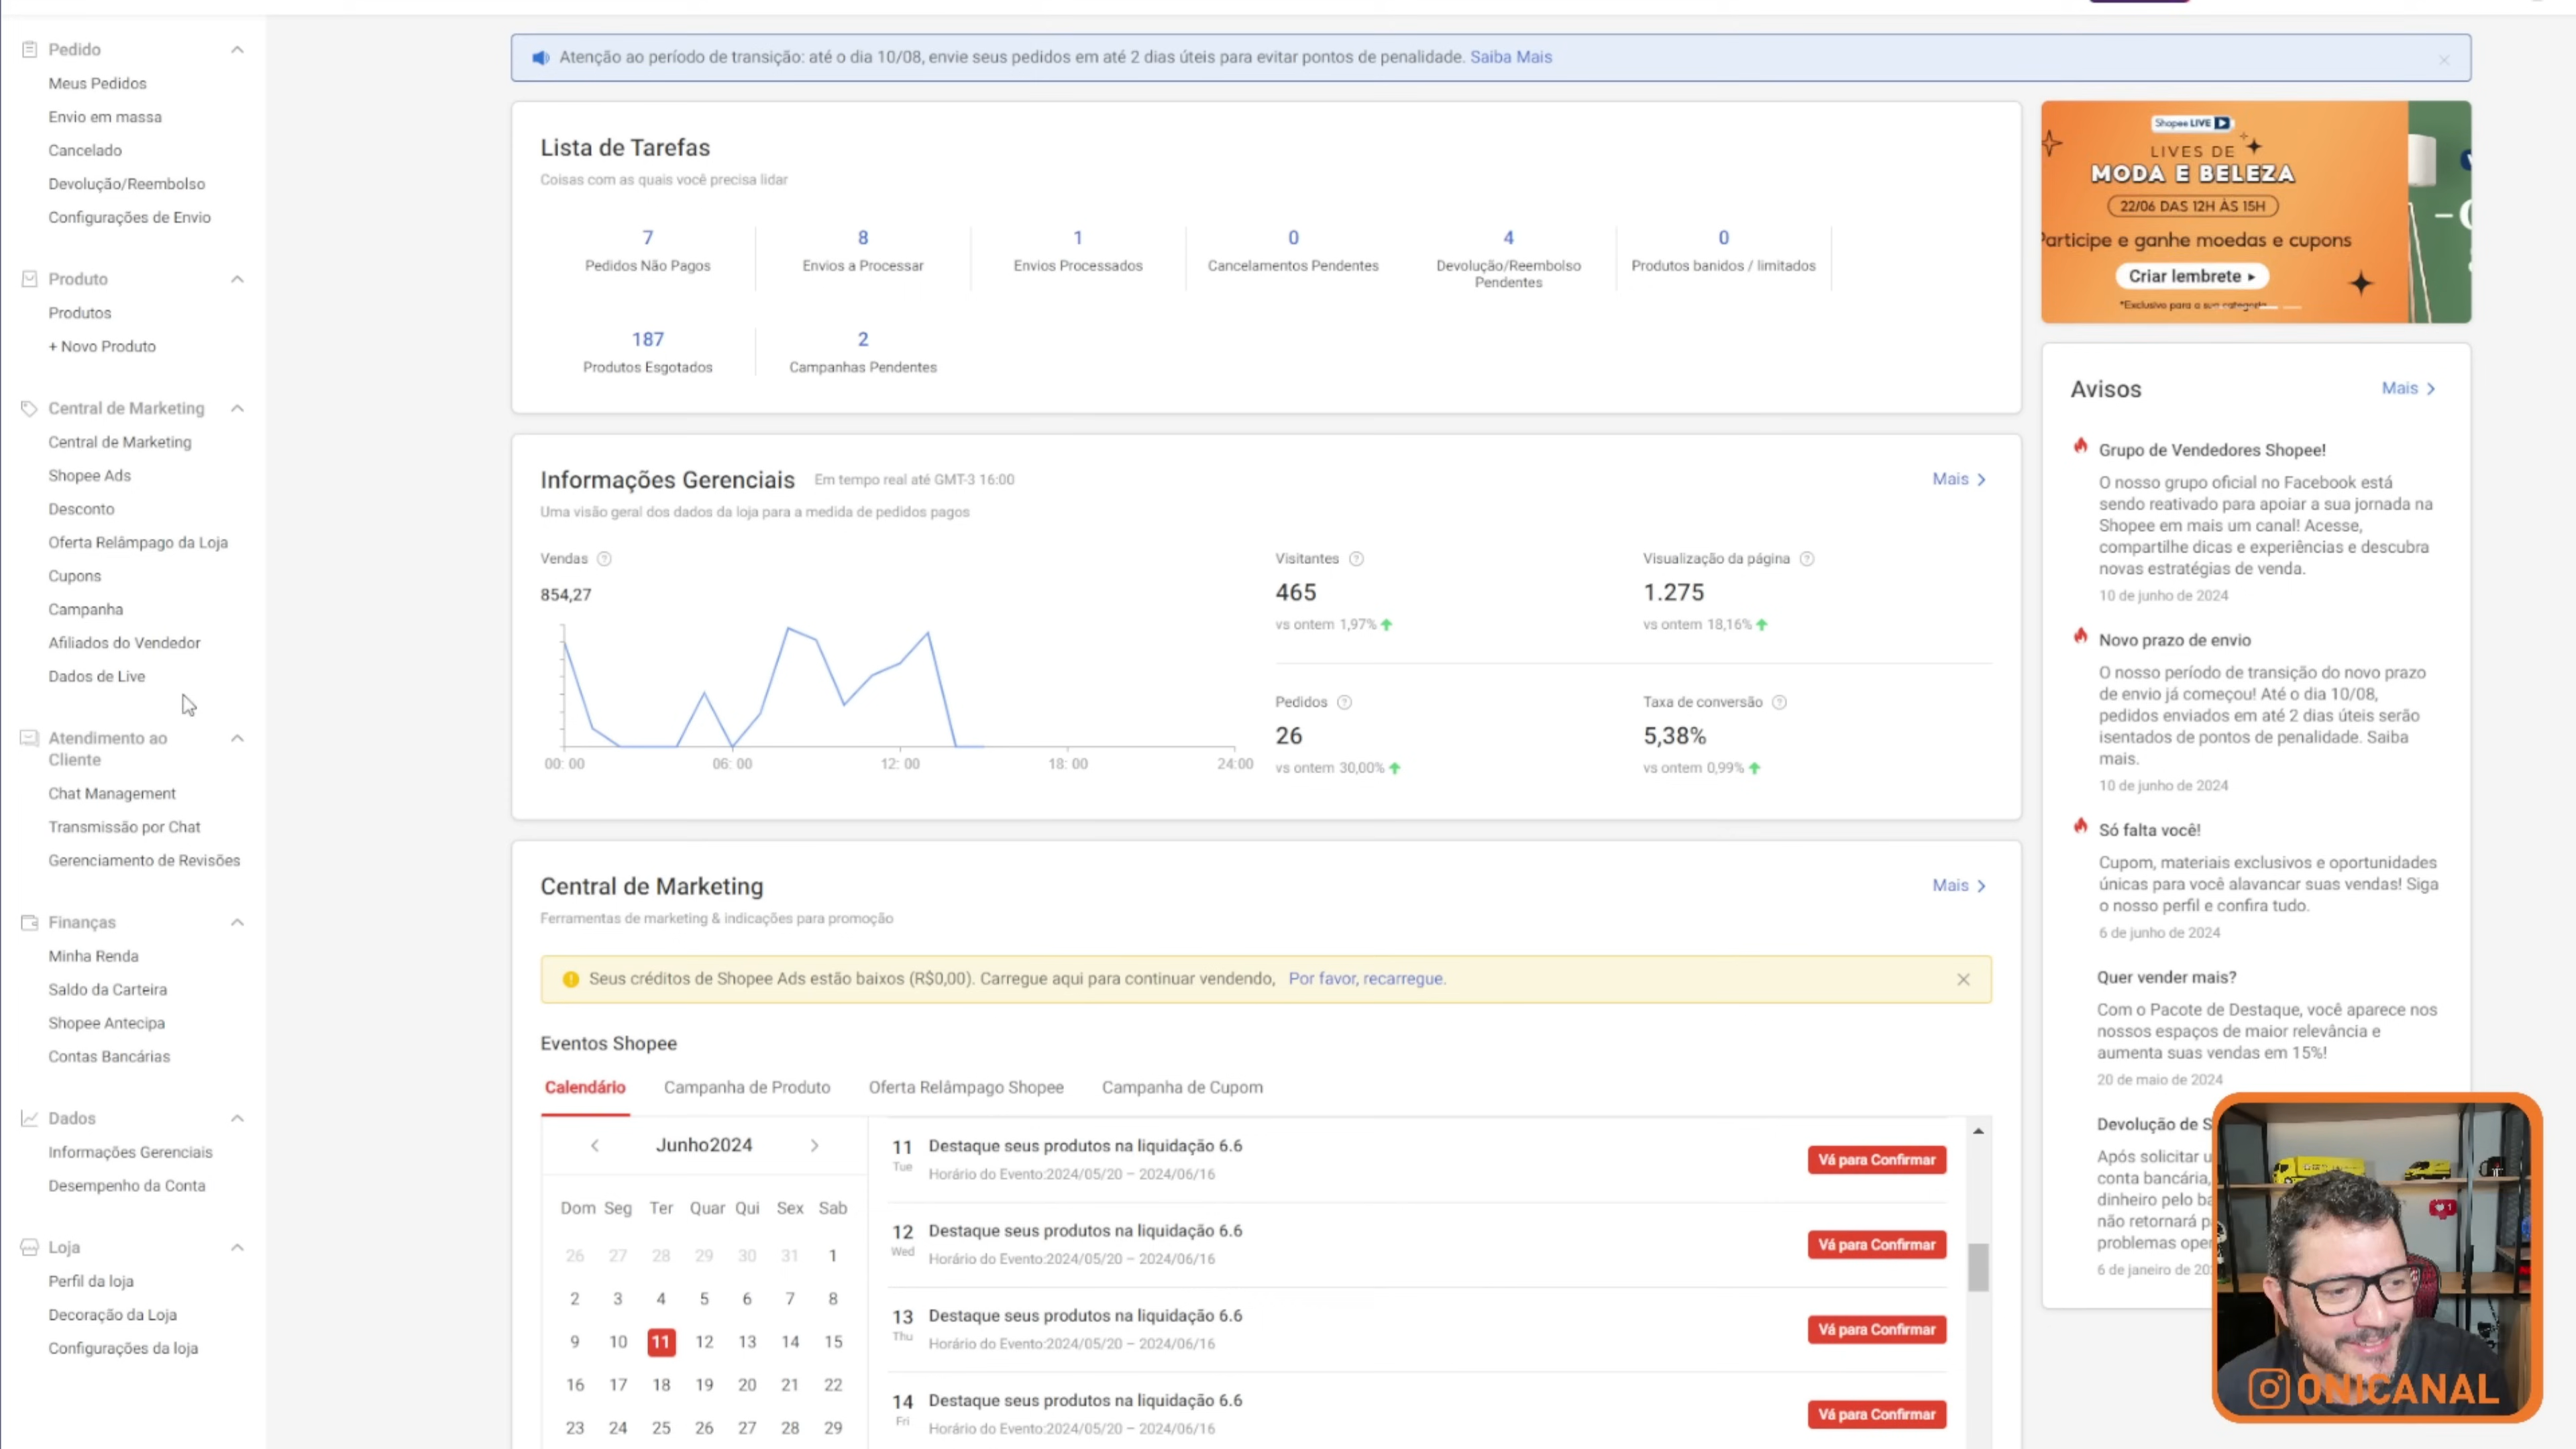 Pedido
Meus Pedidos
Envio em massa
Cancelado
Devolução/Reembolso
Configurações de Envio
Produto
Produtos
+ Novo Produto
Central de Marketing
Central de Marketing
Shopee Ads
Desconto
Oferta Relâmpago da Loja
Cupons
Campanha
Afiliados do Vendedor
Dados de Live
Atendimento ao
Cliente
Chat Management
Transmissão por Chat
Gerenciamento de Revisões
Finanças
Minha Renda
Saldo da Carteira
Shopee Antecipa
Contas Bancárias
Dados
Informações Gerenciais
Desempenho da Conta
Loja
Perfil da loja
Decoração da Loja
Configurações da loja
Atenção ao período de transição: até o dia 10/08, envie seus pedidos em até 2 dias úteis para evitar pontos de penalidade. Saiba Mais
Lista de Tarefas
Coisas com as quais você precisa lidar
7
Pedidos Não Pagos
8
Envios a Processar
1
Envios Processados
0
Cancelamentos Pendentes
4
Devolução/Reembolso
Pendentes
0
Produtos banidos / limitados
187
Produtos Esgotados
2
Campanhas Pendentes
Informações Gerenciais Em tempo real até GMT-3 16:00
Mais
Uma visão geral dos dados da loja para a medida de pedidos pagos
Vendas
854,27
00: 00 06: 00 12: 00 18: 00 24:00
Visitantes
465
vs ontem 1,97%
Visualização da página
1.275
vs ontem 18,16%
Pedidos
26
vs ontem 30,00%
Taxa de conversão
5,38%
vs ontem 0,99%
Central de Marketing
Mais
Ferramentas de marketing & indicações para promoção
Seus créditos de Shopee Ads estão baixos (R$0,00). Carregue aqui para continuar vendendo, Por favor, recarregue.
Eventos Shopee
Calendário Campanha de Produto Oferta Relâmpago Shopee Campanha de Cupom
Junho2024
Dom Seg Ter Quar Qui Sex Sab
26 27 28 29 30 31 1
2 3 4 5 6 7 8
9 10 11 12 13 14 15
16 17 18 19 20 21 22
23 24 25 26 27 28 29
11 Destaque seus produtos na liquidação 6.6
Tue Horário do Evento:2024/05/20 – 2024/06/16
Vá para Confirmar
12 Destaque seus produtos na liquidação 6.6
Wed Horário do Evento:2024/05/20 – 2024/06/16
Vá para Confirmar
13 Destaque seus produtos na liquidação 6.6
Thu Horário do Evento:2024/05/20 – 2024/06/16
Vá para Confirmar
14 Destaque seus produtos na liquidação 6.6
Fri Horário do Evento:2024/05/20 – 2024/06/16
Vá para Confirmar
Shopee LIVE
LIVES DE
MODA E BELEZA
22/06 DAS 12H ÀS 15H
Participe e ganhe moedas e cupons
Criar lembrete
*Exclusivo para a sua categoria
Avisos
Mais
Grupo de Vendedores Shopee!
O nosso grupo oficial no Facebook está
sendo reativado para apoiar a sua jornada na
Shopee em mais um canal! Acesse,
compartilhe dicas e experiências e descubra
novas estratégias de venda.
10 de junho de 2024
Novo prazo de envio
O nosso período de transição do novo prazo
de envio já começou! Até o dia 10/08,
pedidos enviados em até 2 dias úteis serão
isentados de pontos de penalidade. Saiba
mais.
10 de junho de 2024
Só falta você!
Cupom, materiais exclusivos e oportunidades
únicas para você alavancar suas vendas! Siga
o nosso perfil e confira tudo.
6 de junho de 2024
Quer vender mais?
Com o Pacote de Destaque, você aparece nos
nossos espaços de maior relevância e
aumenta suas vendas em 15%!
20 de maio de 2024
Devolução de S
Após solicitar u
conta bancária,
dinheiro pelo ba
não retornará p
problemas oper
6 de janeiro de 20
ONICANAL